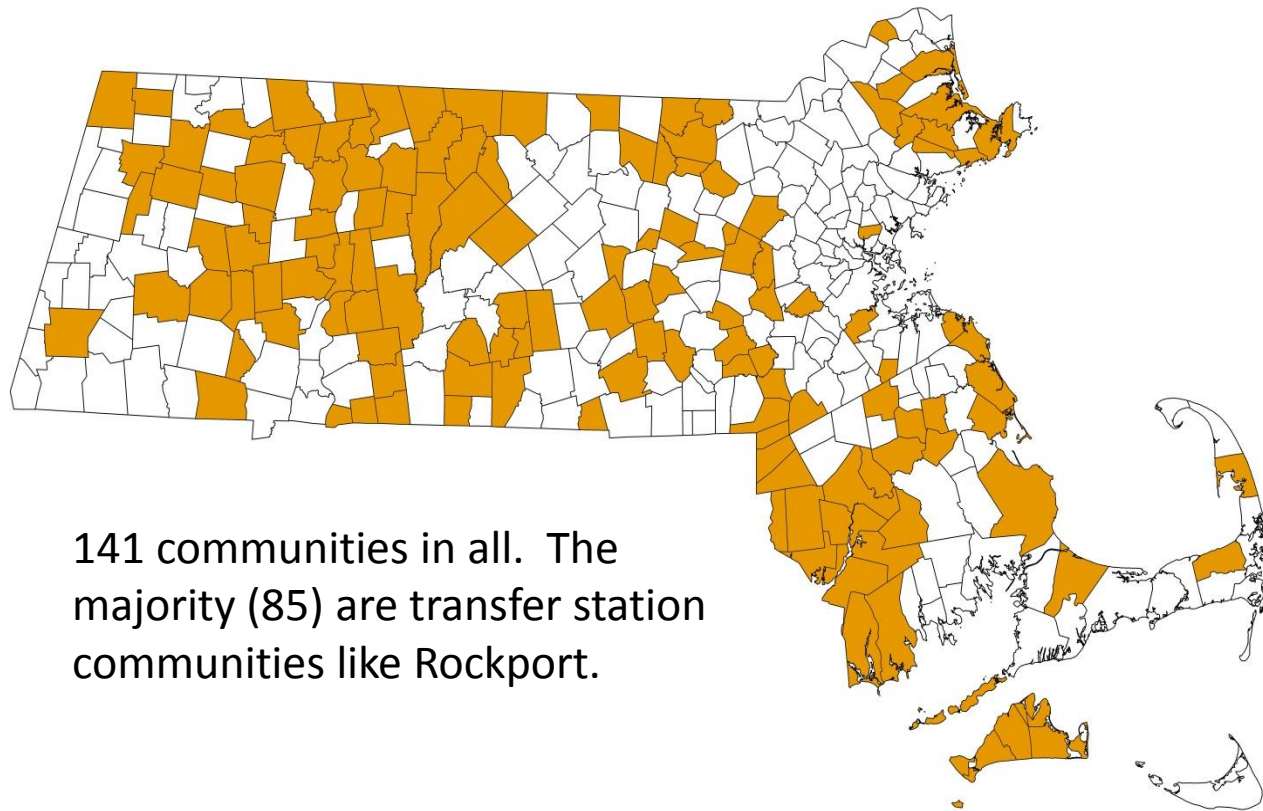 141 communities in all.  The
majority (85) are transfer station
communities like Rockport.